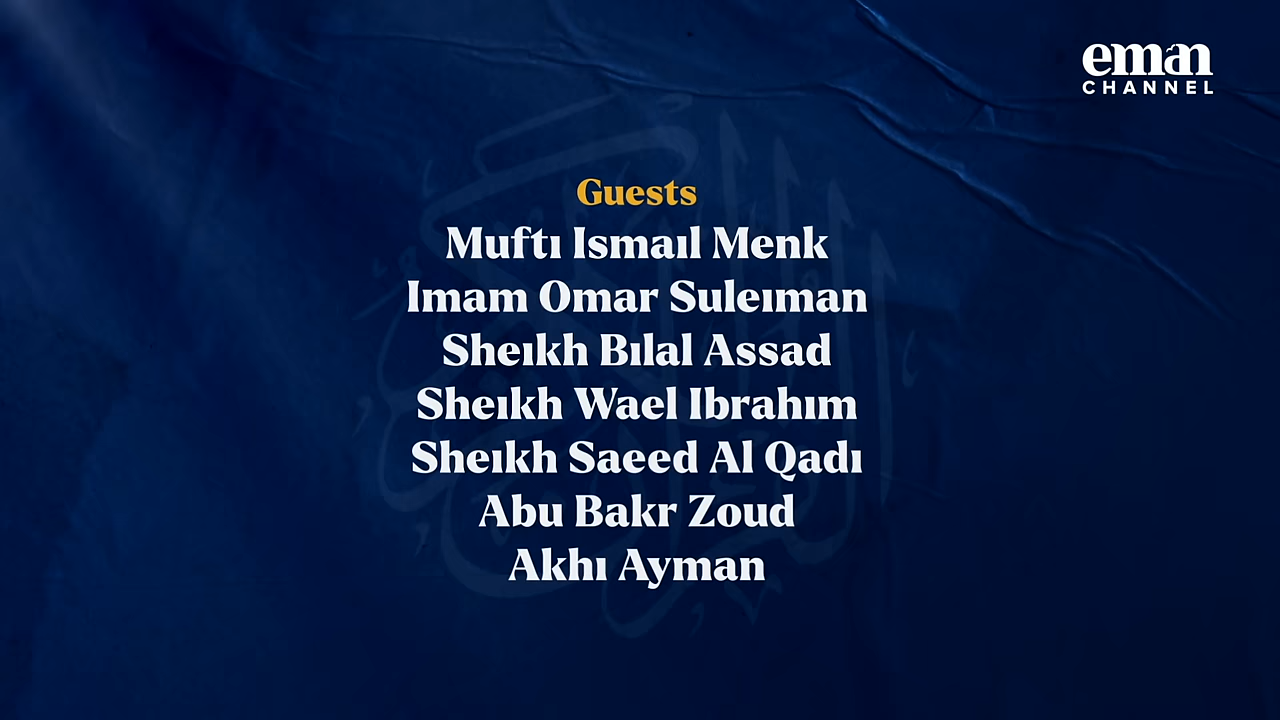 eman
CHANNEL
Guests
Muftı Ismaıl Menk
Imam Omar Suleıman
Sheıkh Bılal Assad
Sheıkh Wael Ibrahım
Sheıkh Saeed Al Qadı
Abu Bakr Zoud
Akhı Ayman